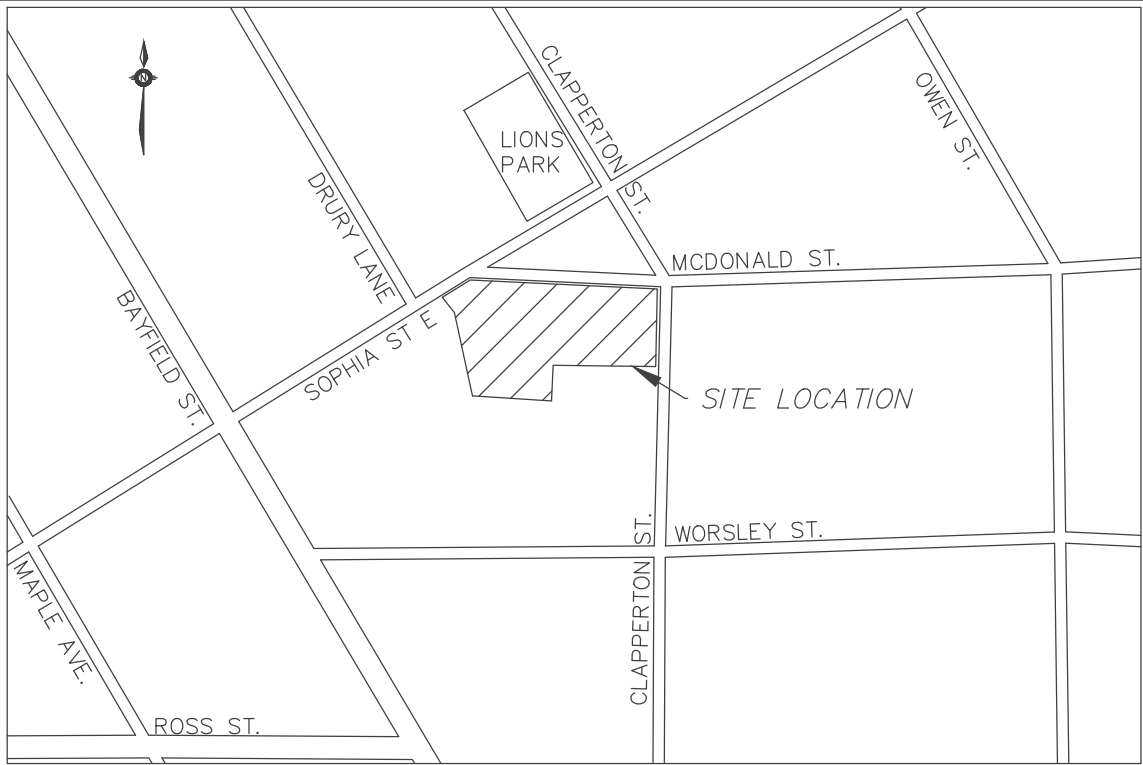 N
CLAPPERTON ST.
OWEN ST.
LIONS
PARK
DRURY LANE
MCDONALD ST.
BAYFIELD ST.
SOPHIA ST E
SITE LOCATION
WORSLEY ST.
CLAPPERTON ST.
MAPLE AVE.
ROSS ST.